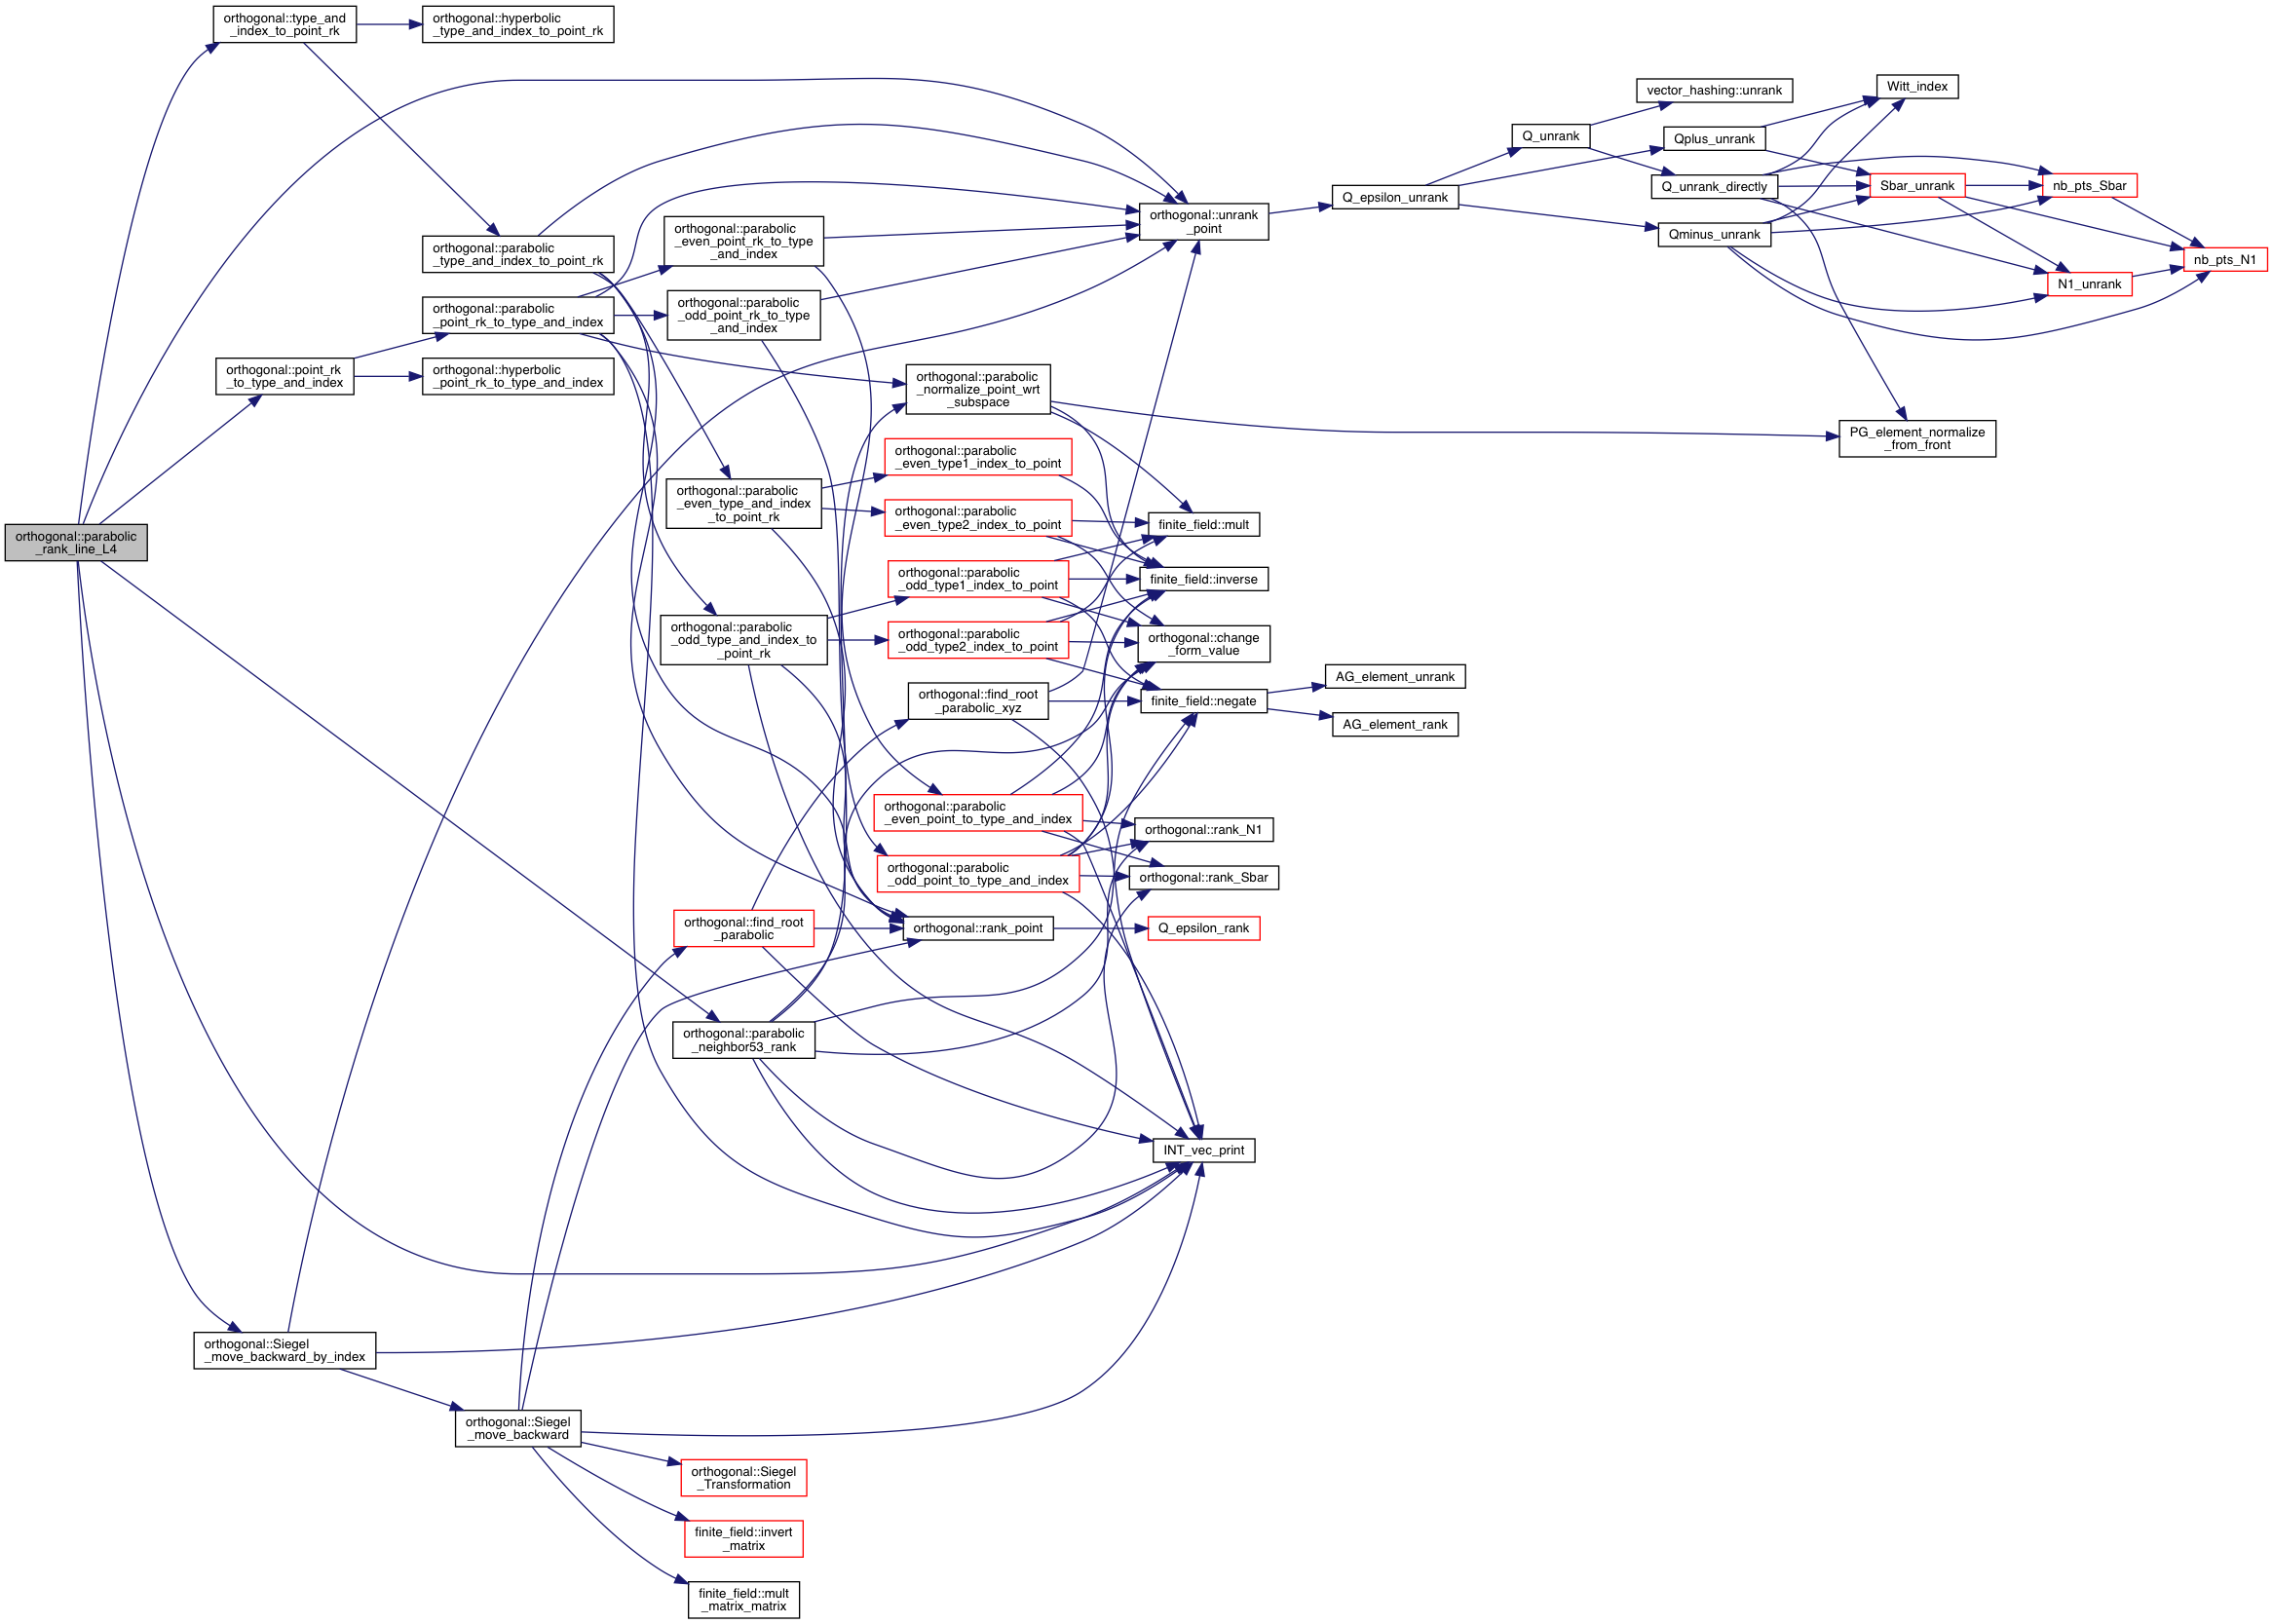 orthogonal::parabolic
_rank_line_L4
orthogonal::type_and
_index_to_point_rk
orthogonal::point_rk
_to_type_and_index
orthogonal::Siegel
_move_backward_by_index
orthogonal::hyperbolic
_type_and_index_to_point_rk
orthogonal::parabolic
_type_and_index_to_point_rk
orthogonal::parabolic
_point_rk_to_type_and_index
orthogonal::hyperbolic
_point_rk_to_type_and_index
orthogonal::Siegel
_move_backward
orthogonal::parabolic
_even_point_rk_to_type
_and_index
orthogonal::parabolic
_odd_point_rk_to_type
_and_index
orthogonal::parabolic
_even_type_and_index
_to_point_rk
orthogonal::parabolic
_odd_type_and_index_to
_point_rk
orthogonal::find_root
_parabolic
orthogonal::parabolic
_neighbor53_rank
orthogonal::Siegel
_Transformation
finite_field::invert
_matrix
finite_field::mult
_matrix_matrix
orthogonal::parabolic
_normalize_point_wrt
_subspace
orthogonal::parabolic
_even_type1_index_to_point
orthogonal::parabolic
_even_type2_index_to_point
orthogonal::parabolic
_odd_type1_index_to_point
orthogonal::parabolic
_odd_type2_index_to_point
orthogonal::find_root
_parabolic_xyz
orthogonal::parabolic
_even_point_to_type_and_index
orthogonal::parabolic
_odd_point_to_type_and_index
orthogonal::rank_point
orthogonal::unrank
_point
finite_field::mult
finite_field::inverse
orthogonal::change
_form_value
finite_field::negate
orthogonal::rank_N1
orthogonal::rank_Sbar
Q_epsilon_rank
INT_vec_print
Q_epsilon_unrank
AG_element_unrank
AG_element_rank
Q_unrank
vector_hashing::unrank
Qplus_unrank
Q_unrank_directly
Qminus_unrank
Witt_index
Sbar_unrank
PG_element_normalize
_from_front
nb_pts_Sbar
N1_unrank
nb_pts_N1